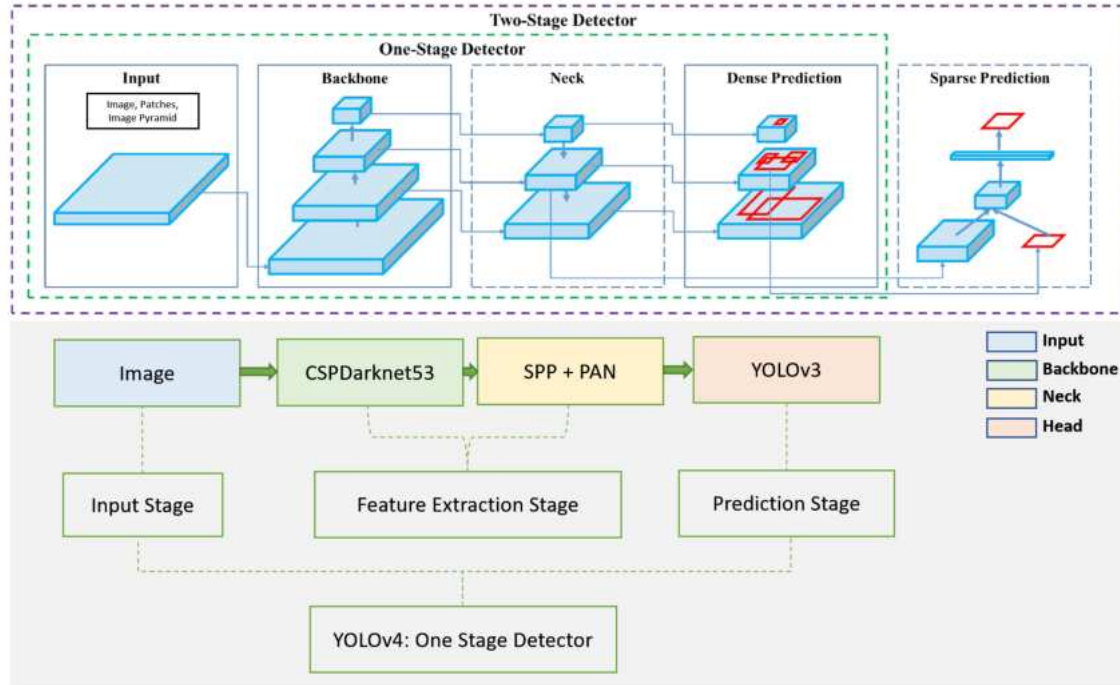 Two-Stage Detector
One-Stage Detector
Input
Backbone
Neck
Dense Prediction
Sparse Prediction
Image, Patches,
Image Pyramid
Image
CSPDarknet53
SPP + PAN
YOLOv3
Input
Backbone
Neck
Head
Input Stage
Feature Extraction Stage
Prediction Stage
YOLOv4: One Stage Detector